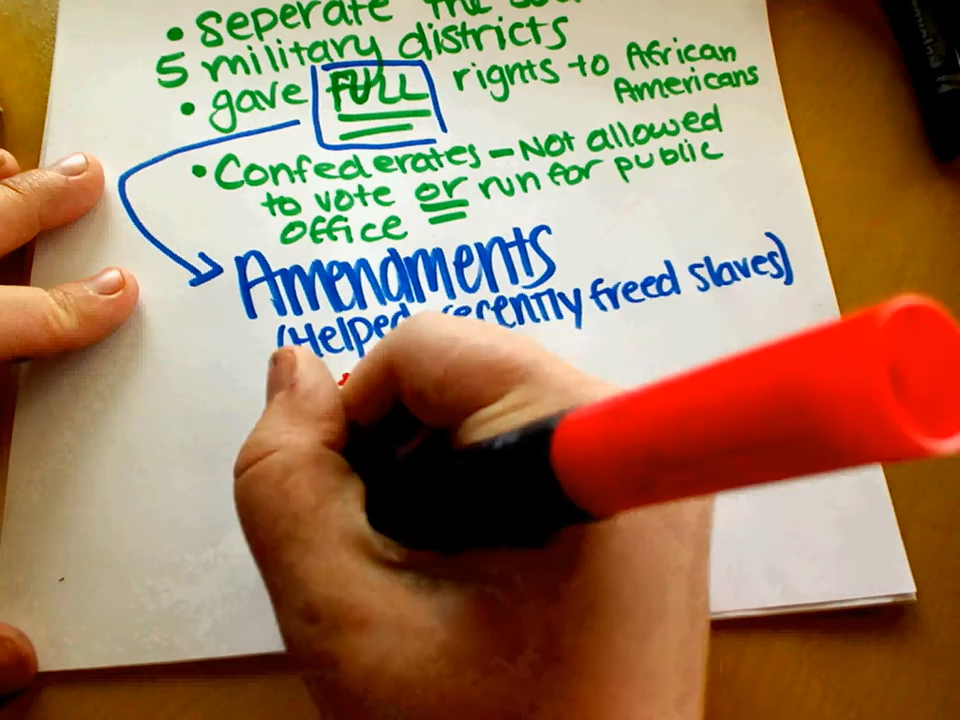 • seperate the
5 military districts
• gave FULL rights to African
Americans
• Confederates - Not allowed
to vote or run for public
office
Amendments
(Helped recently freed slaves)